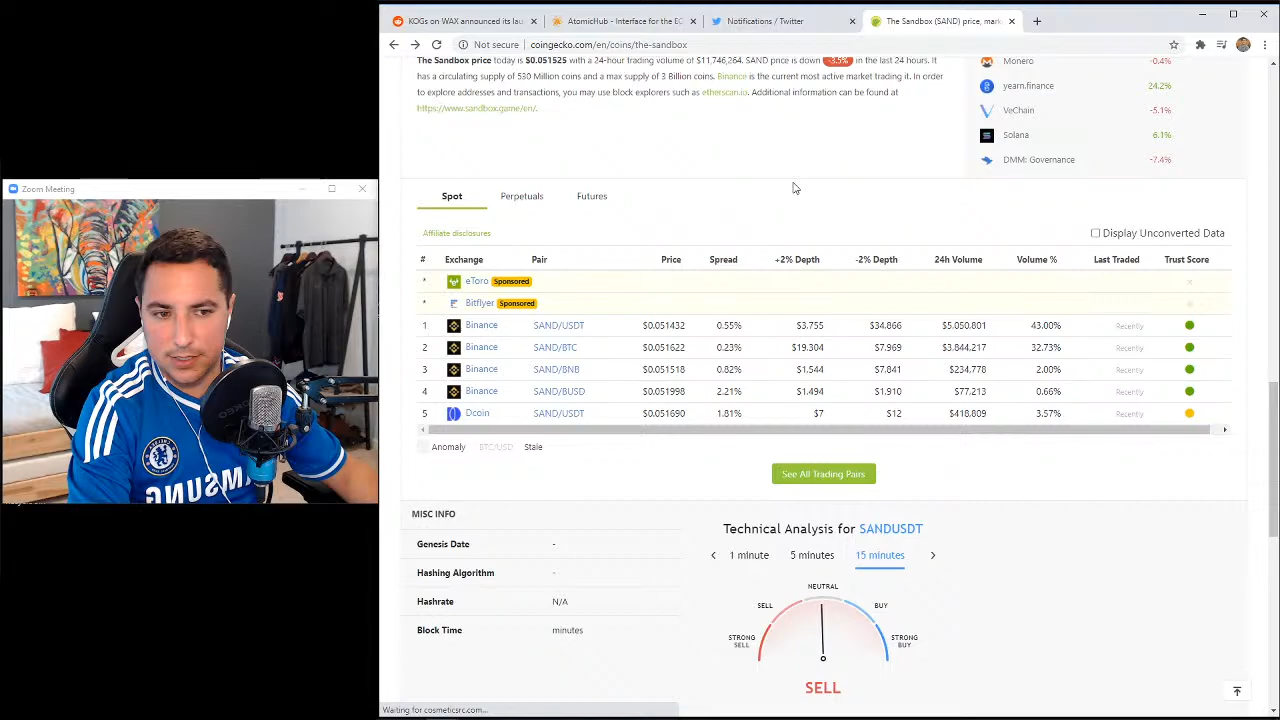 KOGs on WAX announced its lau
AtomicHub - Interface for the EO
Notifications / Twitter
The Sandbox (SAND) price, mark
Not secure
coingecko.com/en/coins/the-sandbox
The Sandbox price today is $0.051525 with a 24-hour trading volume of $11,746,264. SAND price is down -3.5% in the last 24 hours. It
has a circulating supply of 530 Million coins and a max supply of 3 Billion coins. Binance is the current most active market trading it. In order
to explore addresses and transactions, you may use block explorers such as etherscan.io. Additional information can be found at
https://www.sandbox.game/en/.
Monero -0.4%
yearn.finance 24.2%
VeChain -5.1%
Solana 6.1%
DMM: Governance -7.4%
Zoom Meeting
SAMSUNG
Spot Perpetuals Futures
Affiliate disclosures
Display Unconverted Data
# Exchange Pair Price Spread +2% Depth -2% Depth 24h Volume Volume % Last Traded Trust Score
* eToro Sponsored
* Bitflyer Sponsored
1 Binance SAND/USDT $0.051432 0.55% $3,755 $34,866 $5,050,801 43.00% Recently
2 Binance SAND/BTC $0.051622 0.23% $19,304 $7,969 $3,844,217 32.73% Recently
3 Binance SAND/BNB $0.051518 0.82% $1,544 $7,841 $234,778 2.00% Recently
4 Binance SAND/BUSD $0.051998 2.21% $1,494 $1,910 $77,213 0.66% Recently
5 Dcoin SAND/USDT $0.051690 1.81% $7 $12 $418,809 3.57% Recently
Anomaly BTC/USD Stale
See All Trading Pairs
MISC INFO
Genesis Date -
Hashing Algorithm -
Hashrate N/A
Block Time minutes
Technical Analysis for SANDUSDT
1 minute 5 minutes 15 minutes
NEUTRAL
SELL BUY
STRONG SELL
STRONG BUY
SELL
Waiting for cosmeticsrc.com...